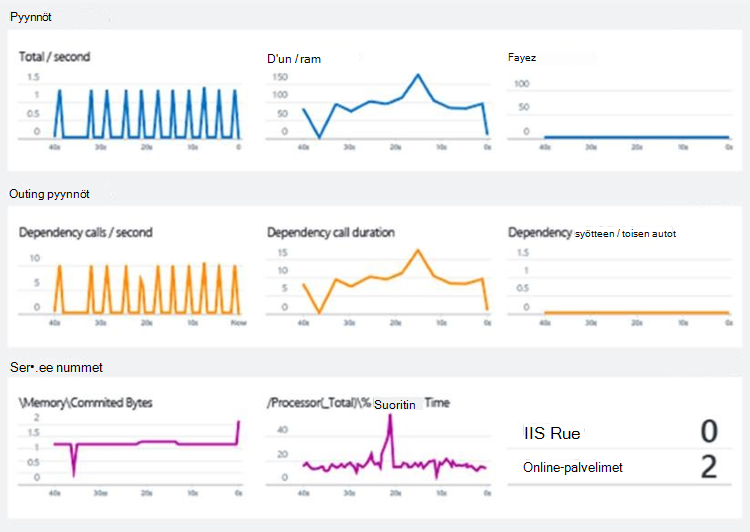 Pyynnöt
Total / second
D'un / ram
Fayez
1.5
1
0.5
0
40s 30s 20s 10s 0
150
100
50
0
40s 30s 20s 10s 0s
100
50
0
40s 30s 20s 10s 0s
Outing pyynnöt
Dependency calls / second
Dependency call duration
Dependency syötteen / toisen autot
10
5
0
40s 30s 20s 10s Now
15
10
5
0
40s 30s 20s 10s 0s
1.5
1
0.5
0
40s 30s 20s 10s 0s
Ser•.ee nummet
\Memory\Commited Bytes
/Processor(_Total)\% Suoritin Time
2
1.5
1
0.5
0
40s 30s 20s 10s 0s
40
20
0
40s 30s 20s 10s 0s
IIS Rue 0
Online-palvelimet 2